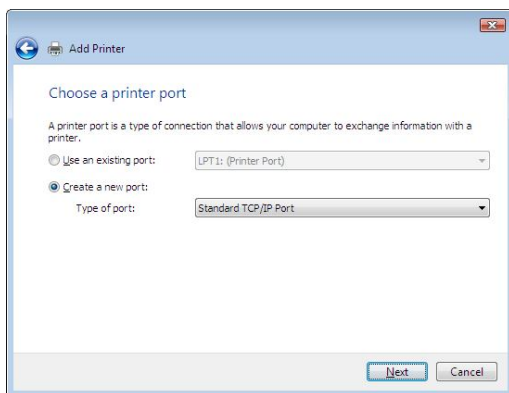 Add Printer
Choose a printer port
A printer port is a type of connection that allows your computer to exchange information with a
printer.
Use an existing port: LPT1: (Printer Port)
Create a new port:
Type of port: Standard TCP/IP Port
Next Cancel